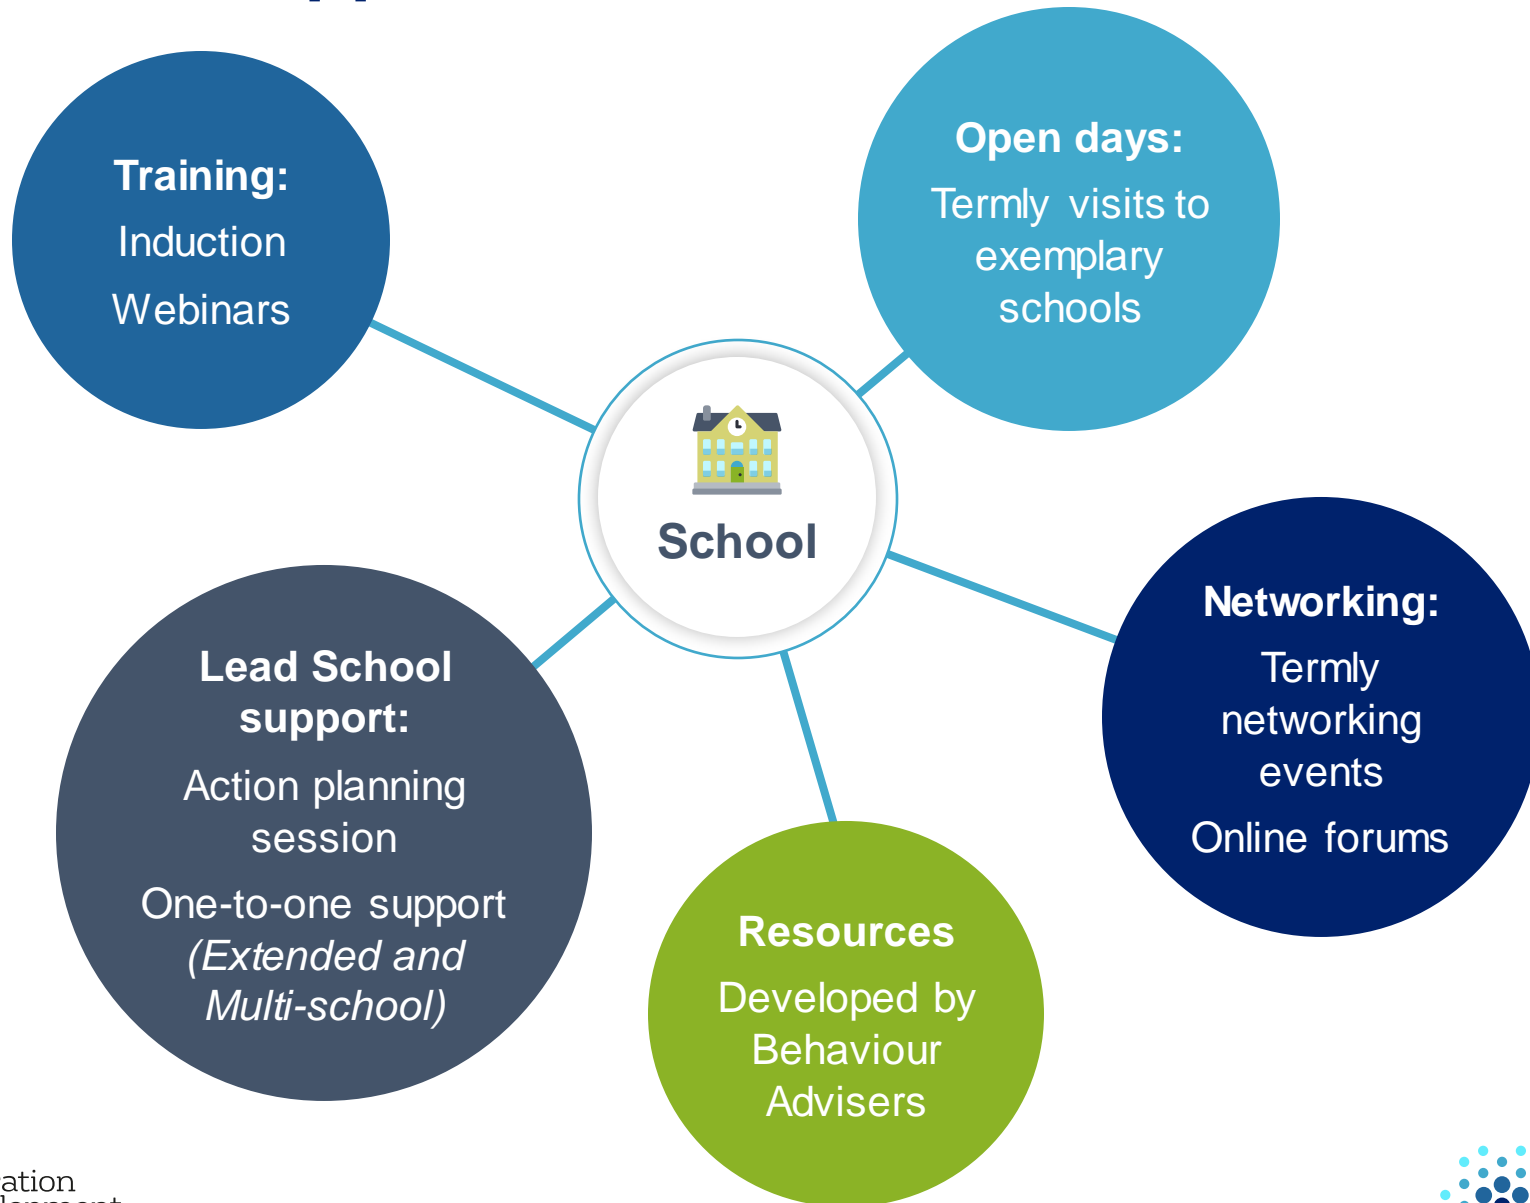 Training:
Induction
Webinars
Open days:
Termly visits to
exemplary
schools
School
Networking:
Termly
networking
events
Online forums
Lead School
support:
Action planning
session
One-to-one support
(Extended and
Multi-school)
Resources
Developed by
Behaviour
Advisers